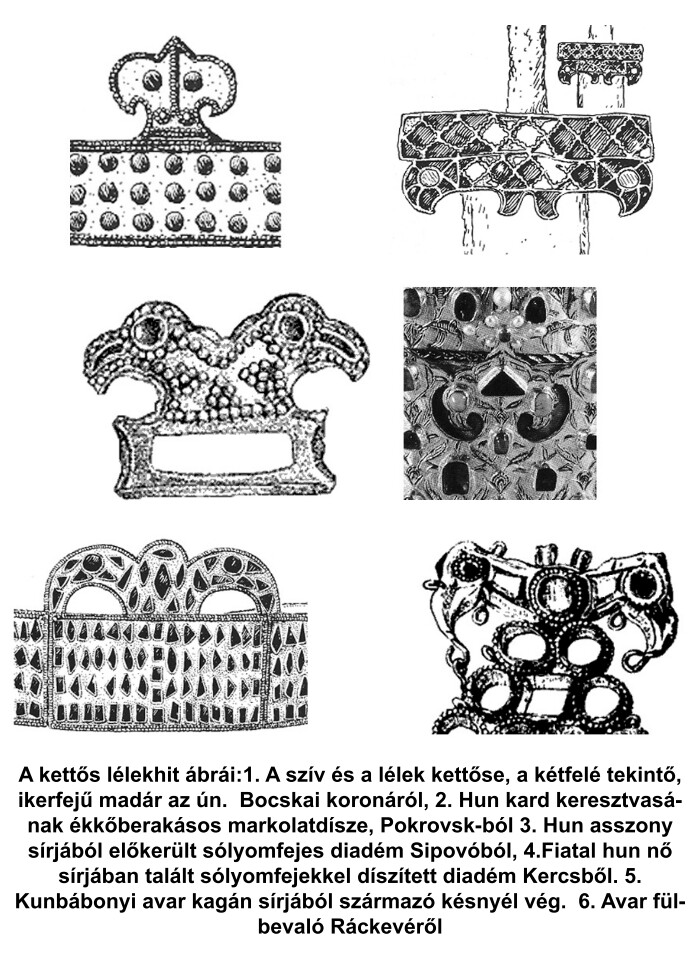 A kettős lélekhit ábrái:1. A szív és a lélek kettőse, a kétfelé tekintő,
ikerfejű madár az ún.  Bocskai koronáról, 2. Hun kard keresztvasá-
nak ékkőberakásos markolatdísze, Pokrovsk-ból 3. Hun asszony
sírjából előkerült sólyomfejes diadém Sipovóból, 4.Fiatal hun nő
sírjában talált sólyomfejekkel díszített diadém Kercsből. 5.
Kunbábonyi avar kagán sírjából származó késnyél vég.  6. Avar fül-
bevaló Ráckevéről